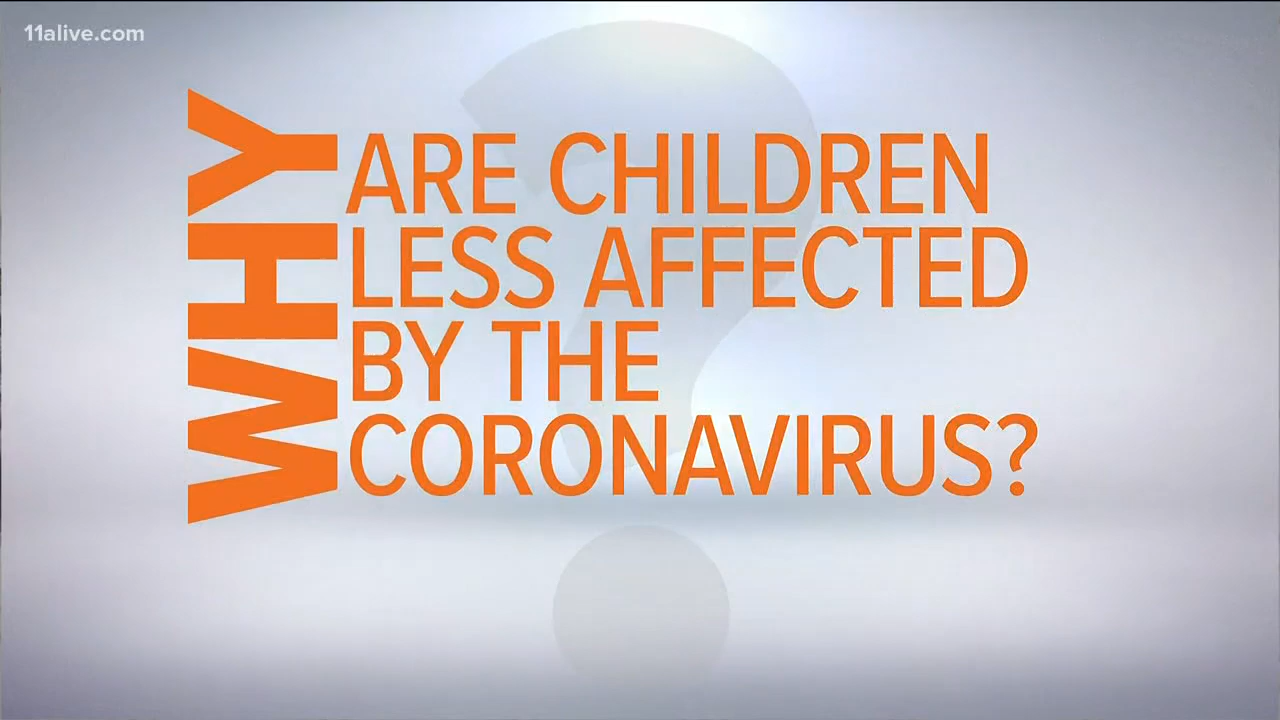 11alive.com
WHY
ARE CHILDREN
LESS AFFECTED
BY THE
CORONAVIRUS?